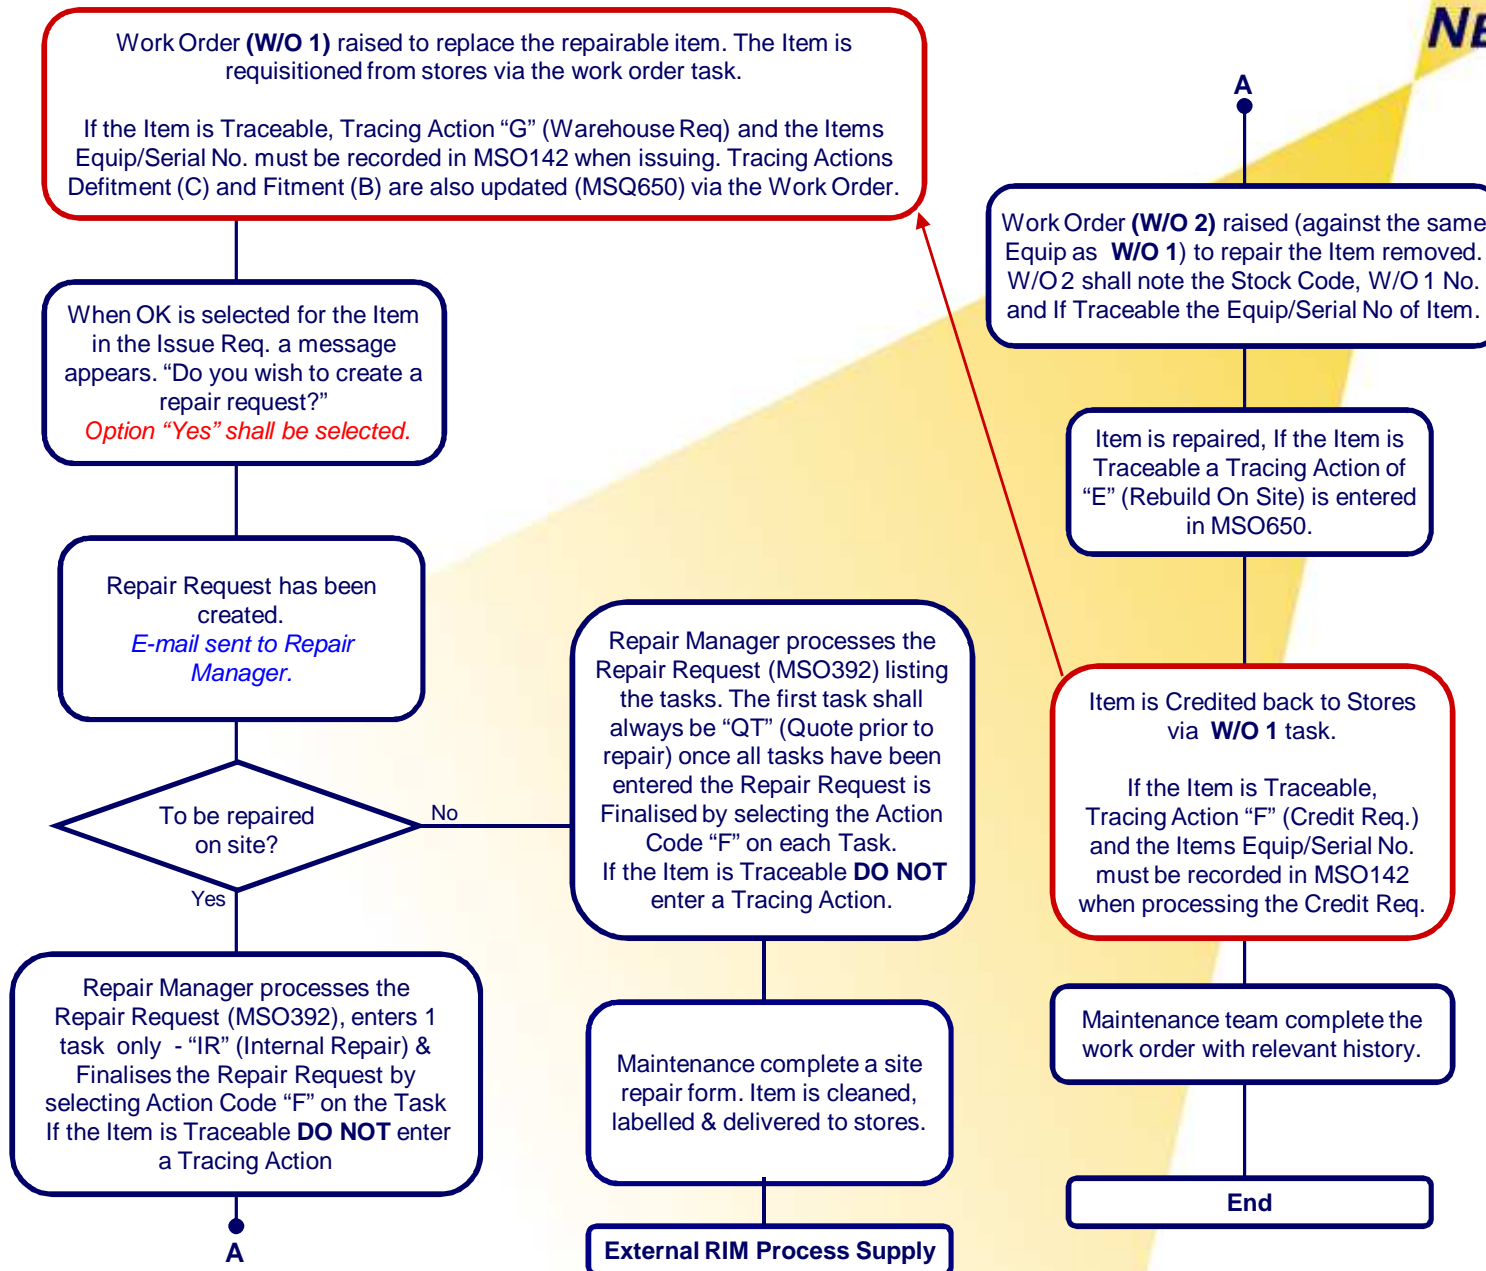 Work Order (W/O 1) raised to replace the repairable item. The Item is
requisitioned from stores via the work order task.
If the Item is Traceable, Tracing Action “G” (Warehouse Req) and the Items
Equip/Serial No. must be recorded in MSO142 when issuing. Tracing Actions
Defitment (C) and Fitment (B) are also updated (MSQ650) via the Work Order.
When OK is selected for the Item
in the Issue Req. a message
appears. “Do you wish to create a
repair request?”
Option “Yes” shall be selected.
Repair Request has been
created.
E-mail sent to Repair
Manager.
To be repaired
on site?
No
Yes
Repair Manager processes the
Repair Request (MSO392), enters 1
task only - “IR” (Internal Repair) &
Finalises the Repair Request by
selecting Action Code “F” on the Task
If the Item is Traceable DO NOT enter
a Tracing Action
A
Repair Manager processes the
Repair Request (MSO392) listing
the tasks. The first task shall
always be “QT” (Quote prior to
repair) once all tasks have been
entered the Repair Request is
Finalised by selecting the Action
Code “F” on each Task.
If the Item is Traceable DO NOT
enter a Tracing Action.
Maintenance complete a site
repair form. Item is cleaned,
labelled & delivered to stores.
External RIM Process Supply
NE
A
Work Order (W/O 2) raised (against the same
Equip as W/O 1) to repair the Item removed.
W/O 2 shall note the Stock Code, W/O 1 No.
and If Traceable the Equip/Serial No of Item.
Item is repaired, If the Item is
Traceable a Tracing Action of
“E” (Rebuild On Site) is entered
in MSO650.
Item is Credited back to Stores
via W/O 1 task.
If the Item is Traceable,
Tracing Action “F” (Credit Req.)
and the Items Equip/Serial No.
must be recorded in MSO142
when processing the Credit Req.
Maintenance team complete the
work order with relevant history.
End